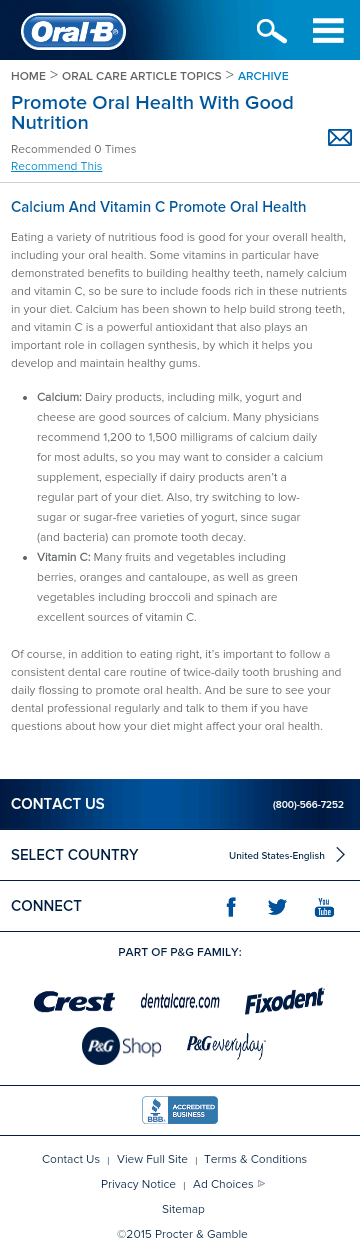 Oral-B®
HOME > ORAL CARE ARTICLE TOPICS > ARCHIVE
Promote Oral Health With Good
Nutrition
Recommended 0 Times
Recommend This
Calcium And Vitamin C Promote Oral Health
Eating a variety of nutritious food is good for your overall health,
including your oral health. Some vitamins in particular have
demonstrated benefits to building healthy teeth, namely calcium
and vitamin C, so be sure to include foods rich in these nutrients
in your diet. Calcium has been shown to help build strong teeth,
and vitamin C is a powerful antioxidant that also plays an
important role in collagen synthesis, by which it helps you
develop and maintain healthy gums.
• Calcium: Dairy products, including milk, yogurt and
cheese are good sources of calcium. Many physicians
recommend 1,200 to 1,500 milligrams of calcium daily
for most adults, so you may want to consider a calcium
supplement, especially if dairy products aren't a
regular part of your diet. Also, try switching to low-
sugar or sugar-free varieties of yogurt, since sugar
(and bacteria) can promote tooth decay.
• Vitamin C: Many fruits and vegetables including
berries, oranges and cantaloupe, as well as green
vegetables including broccoli and spinach are
excellent sources of vitamin C.
Of course, in addition to eating right, it's important to follow a
consistent dental care routine of twice-daily tooth brushing and
daily flossing to promote oral health. And be sure to see your
dental professional regularly and talk to them if you have
questions about how your diet might affect your oral health.
CONTACT US (800)-566-7252
SELECT COUNTRY United States-English
CONNECT You Tube
PART OF P&G FAMILY:
Crest dentalcare.com Fixodent
P&G Shop P&G everyday
BBB. ACCREDITED BUSINESS
Contact Us | View Full Site | Terms & Conditions
Privacy Notice | Ad Choices
Sitemap
©2015 Procter & Gamble